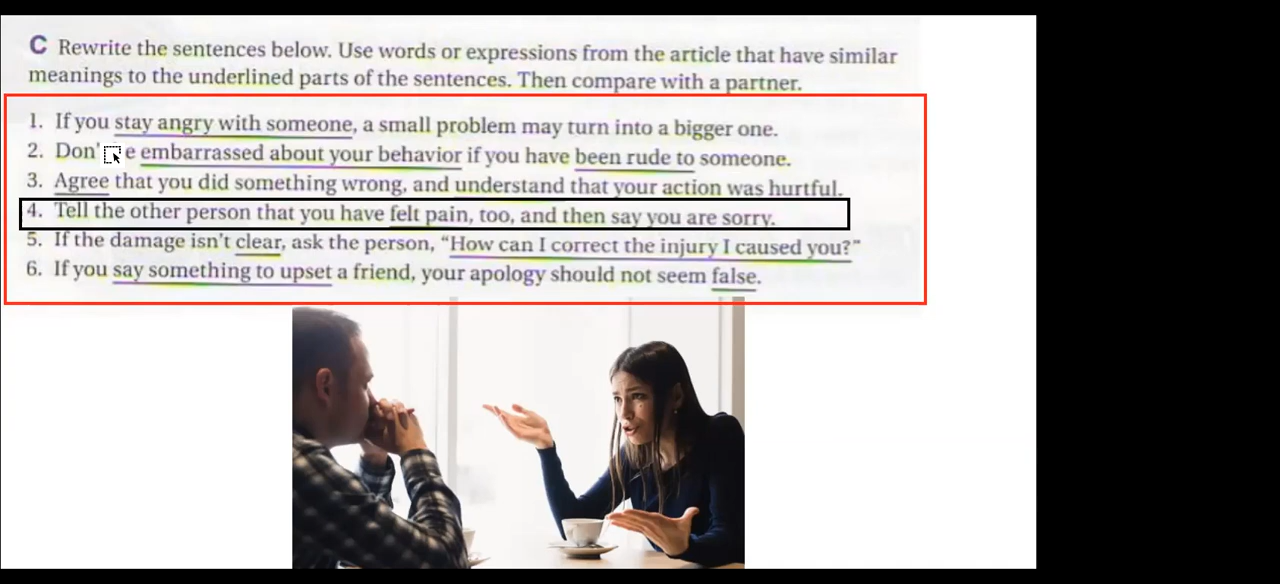 C Rewrite the sentences below. Use words or expressions from the article that have similar
meanings to the underlined parts of the sentences. Then compare with a partner.
1. If you stay angry with someone, a small problem may turn into a bigger one.
2. Don' e embarrassed about your behavior if you have been rude to someone.
3. Agree that you did something wrong, and understand that your action was hurtful.
4. Tell the other person that you have felt pain, too, and then say you are sorry.
5. If the damage isn't clear, ask the person, “How can I correct the injury I caused you?”
6. If you say something to upset a friend, your apology should not seem false.